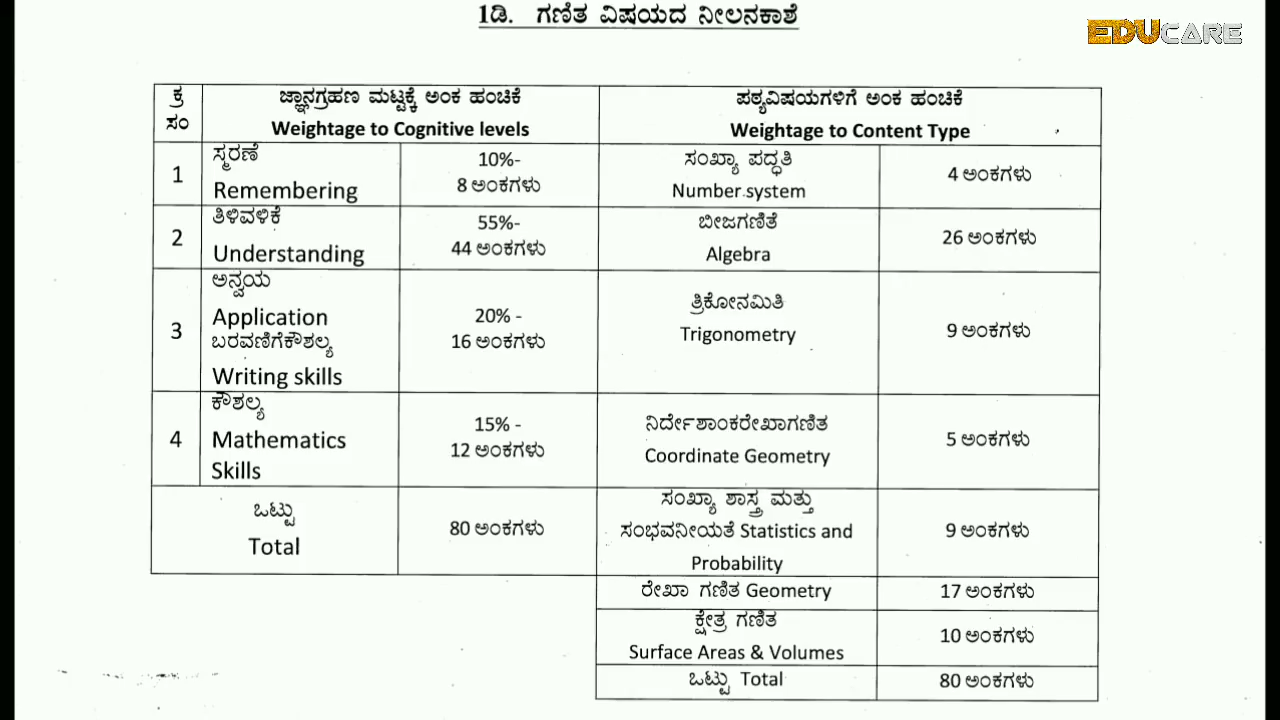 1ಡಿ. ಗಣಿತ ವಿಷಯದ ನೀಲನಕಾಶೆ
EDUCARE
ಕ್ರ ಸಂ
ಜ್ಞಾನಗ್ರಹಣ ಮಟ್ಟಕ್ಕೆ ಅಂಕ ಹಂಚಿಕೆ
Weightage to Cognitive levels
ಪಠ್ಯವಿಷಯಗಳಿಗೆ ಅಂಕ ಹಂಚಿಕೆ
Weightage to Content Type
1
ಸ್ಮರಣೆ
Remembering
10%-
8 ಅಂಕಗಳು
ಸಂಖ್ಯಾ ಪದ್ಧತಿ
Number system
4 ಅಂಕಗಳು
2
ತಿಳಿವಳಿಕೆ
Understanding
55%-
44 ಅಂಕಗಳು
ಬೀಜಗಣಿತೆ
Algebra
26 ಅಂಕಗಳು
3
ಅನ್ವಯ
Application
ಬರವಣಿಗೆಕೌಶಲ್ಯ
Writing skills
20% -
16 ಅಂಕಗಳು
ತ್ರಿಕೋನಮಿತಿ
Trigonometry
9 ಅಂಕಗಳು
4
ಕೌಶಲ್ಯ
Mathematics
Skills
15% -
12 ಅಂಕಗಳು
ನಿರ್ದೇಶಾಂಕರೇಖಾಗಣಿತ
Coordinate Geometry
5 ಅಂಕಗಳು
ಒಟ್ಟು
Total
80 ಅಂಕಗಳು
ಸಂಖ್ಯಾ ಶಾಸ್ತ್ರ ಮತ್ತು
ಸಂಭವನೀಯತೆ Statistics and
Probability
9 ಅಂಕಗಳು
ರೇಖಾ ಗಣಿತ Geometry
17 ಅಂಕಗಳು
ಕ್ಷೇತ್ರ ಗಣಿತ
Surface Areas & Volumes
10 ಅಂಕಗಳು
ಒಟ್ಟು Total
80 ಅಂಕಗಳು